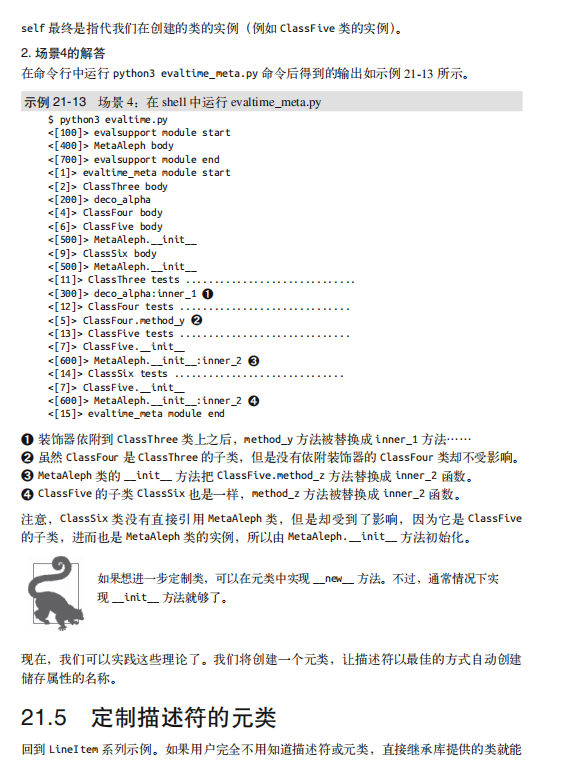 self 最终是指代我们在创建的类的实例（例如 ClassFive 类的实例）。
2. 场景4的解答
在命令行中运行 python3 evaltime_meta.py 命令后得到的输出如示例 21-13 所示。
示例 21-13 场景 4：在 shell 中运行 evaltime_meta.py
$ python3 evaltime.py
<[100]> evalsupport module start
<[400]> MetaAleph body
<[700]> evalsupport module end
<[1]> evaltime_meta module start
<[2]> ClassThree body
<[200]> deco_alpha
<[4]> ClassFour body
<[6]> ClassFive body
<[500]> MetaAleph.__init__
<[9]> ClassSix body
<[500]> MetaAleph.__init__
<[11]> ClassThree tests ..............................
<[300]> deco_alpha:inner_1 ❶
<[12]> ClassFour tests ..............................
<[5]> ClassFour.method_y ❷
<[13]> ClassFive tests ..............................
<[7]> ClassFive.__init__
<[600]> MetaAleph.__init__:inner_2 ❸
<[14]> ClassSix tests ..............................
<[7]> ClassFive.__init__
<[600]> MetaAleph.__init__:inner_2 ❹
<[15]> evaltime_meta module end
❶ 装饰器依附到 ClassThree 类上之后，method_y 方法被替换成 inner_1 方法……
❷ 虽然 ClassFour 是 ClassThree 的子类，但是没有依附装饰器的 ClassFour 类却不受影响。
❸ MetaAleph 类的 __init__ 方法把 ClassFive.method_z 方法替换成 inner_2 函数。
❹ ClassFive 的子类 ClassSix 也是一样，method_z 方法被替换成 inner_2 函数。
注意，ClassSix 类没有直接引用 MetaAleph 类，但是却受到了影响，因为它是 ClassFive
的子类，进而也是 MetaAleph 类的实例，所以由 MetaAleph.__init__ 方法初始化。
如果想进一步定制类，可以在元类中实现 __new__ 方法。不过，通常情况下实
现 __init__ 方法就够了。
现在，我们可以实践这些理论了。我们将创建一个元类，让描述符以最佳的方式自动创建
储存属性的名称。
21.5 定制描述符的元类
回到 LineItem 系列示例。如果用户完全不用知道描述符或元类，直接继承库提供的类就能